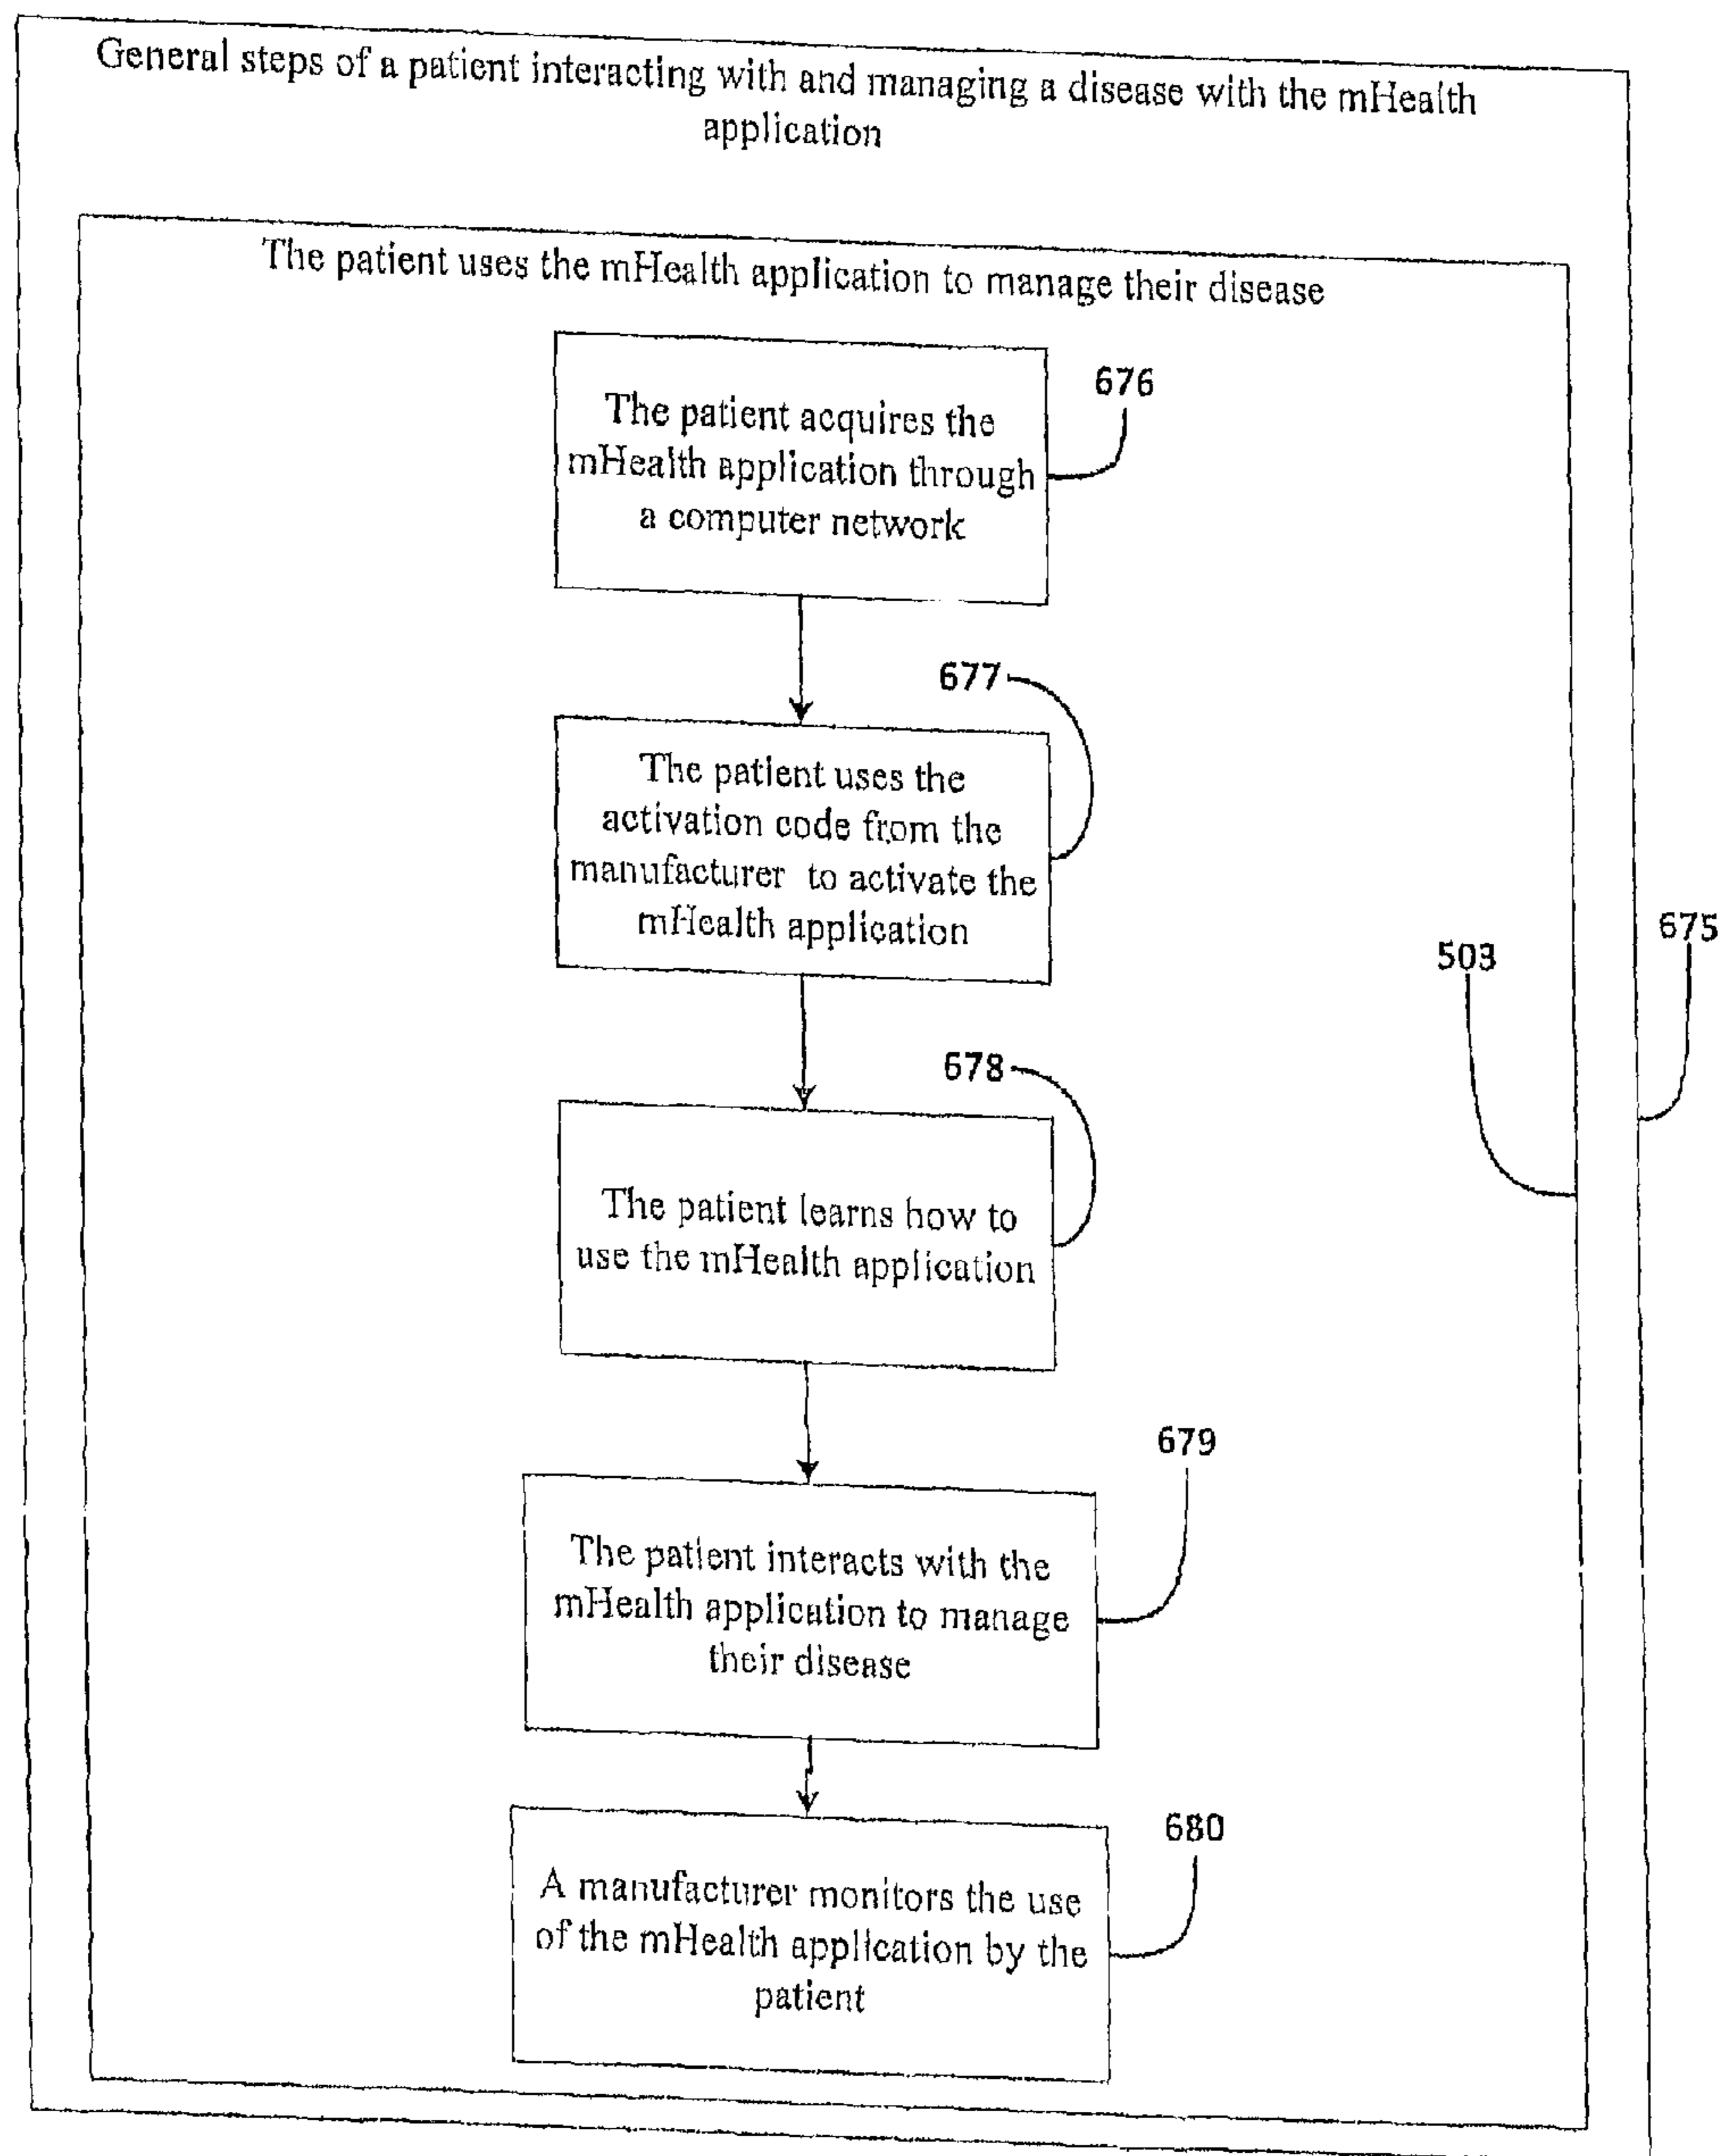 General steps of a patient interacting with and managing a disease with the mHealth
application
The patient uses the mHealth application to manage their disease
676
The patient acquires the
mHealth application through
a computer network
677
The patient uses the
activation code from the
manufacturer to activate the
mHealth application
675
503
678
The patient learns how to
use the mHealth application
679
The patient interacts with the
mHealth application to manage
their disease
680
A manufacturer monitors the use
of the mHealth application by the
patient